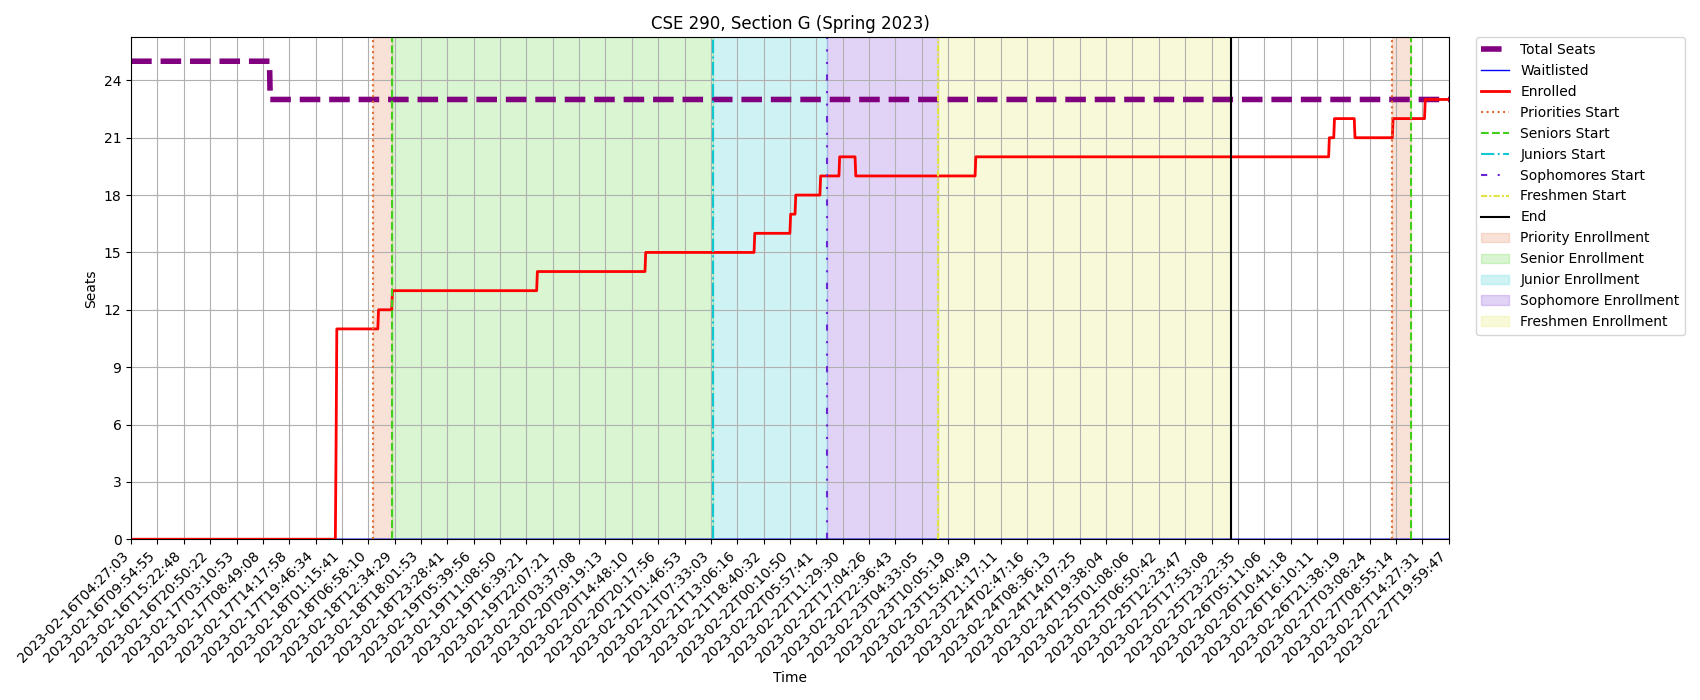 CSE 290, Section G (Spring 2023)
Seats
24
21
18
15
12
9
6
3
0
2023-02-16T04:27:03
2023-02-16T09:54:55
2023-02-16T15:22:48
2023-02-16T20:50:22
2023-02-17T03:10:53
2023-02-17T08:49:08
2023-02-17T14:17:58
2023-02-17T19:46:34
2023-02-18T01:15:41
2023-02-18T06:58:10
2023-02-18T12:34:29
2023-02-18T18:01:53
2023-02-18T23:28:41
2023-02-19T05:39:56
2023-02-19T11:08:50
2023-02-19T16:39:21
2023-02-19T22:07:21
2023-02-20T03:37:08
2023-02-20T09:19:13
2023-02-20T14:48:10
2023-02-20T20:17:56
2023-02-21T01:46:53
2023-02-21T07:33:03
2023-02-21T13:06:16
2023-02-21T18:40:32
2023-02-22T00:10:50
2023-02-22T05:57:41
2023-02-22T11:29:30
2023-02-22T17:04:26
2023-02-22T22:36:43
2023-02-23T04:33:05
2023-02-23T10:05:19
2023-02-23T15:40:49
2023-02-23T21:17:11
2023-02-24T02:47:16
2023-02-24T08:36:13
2023-02-24T14:07:25
2023-02-24T19:38:04
2023-02-25T01:08:06
2023-02-25T06:50:42
2023-02-25T12:23:47
2023-02-25T17:53:08
2023-02-25T23:22:35
2023-02-26T05:11:06
2023-02-26T10:41:18
2023-02-26T16:10:11
2023-02-26T21:38:19
2023-02-27T03:08:24
2023-02-27T08:55:14
2023-02-27T14:27:31
2023-02-27T19:59:47
Time
Total Seats
Waitlisted
Enrolled
Priorities Start
Seniors Start
Juniors Start
Sophomores Start
Freshmen Start
End
Priority Enrollment
Senior Enrollment
Junior Enrollment
Sophomore Enrollment
Freshmen Enrollment